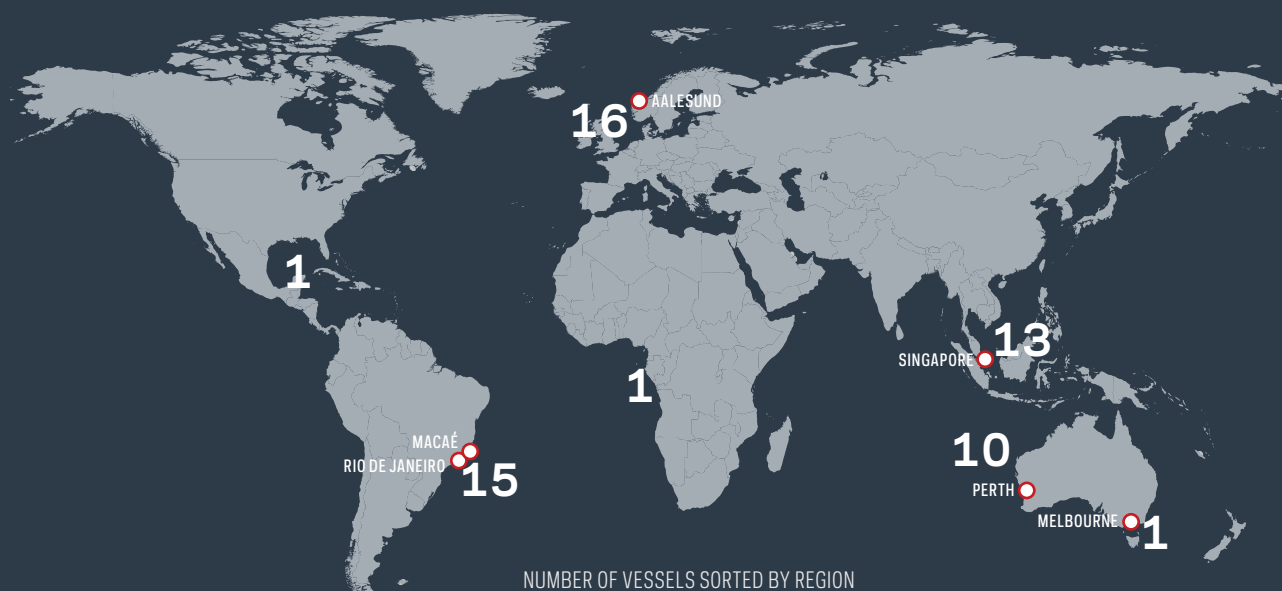 AALESUND
16
1
13
SINGAPORE
1
MACAÉ
RIO DE JANEIRO
15
10
PERTH
MELBOURNE
1
NUMBER OF VESSELS SORTED BY REGION